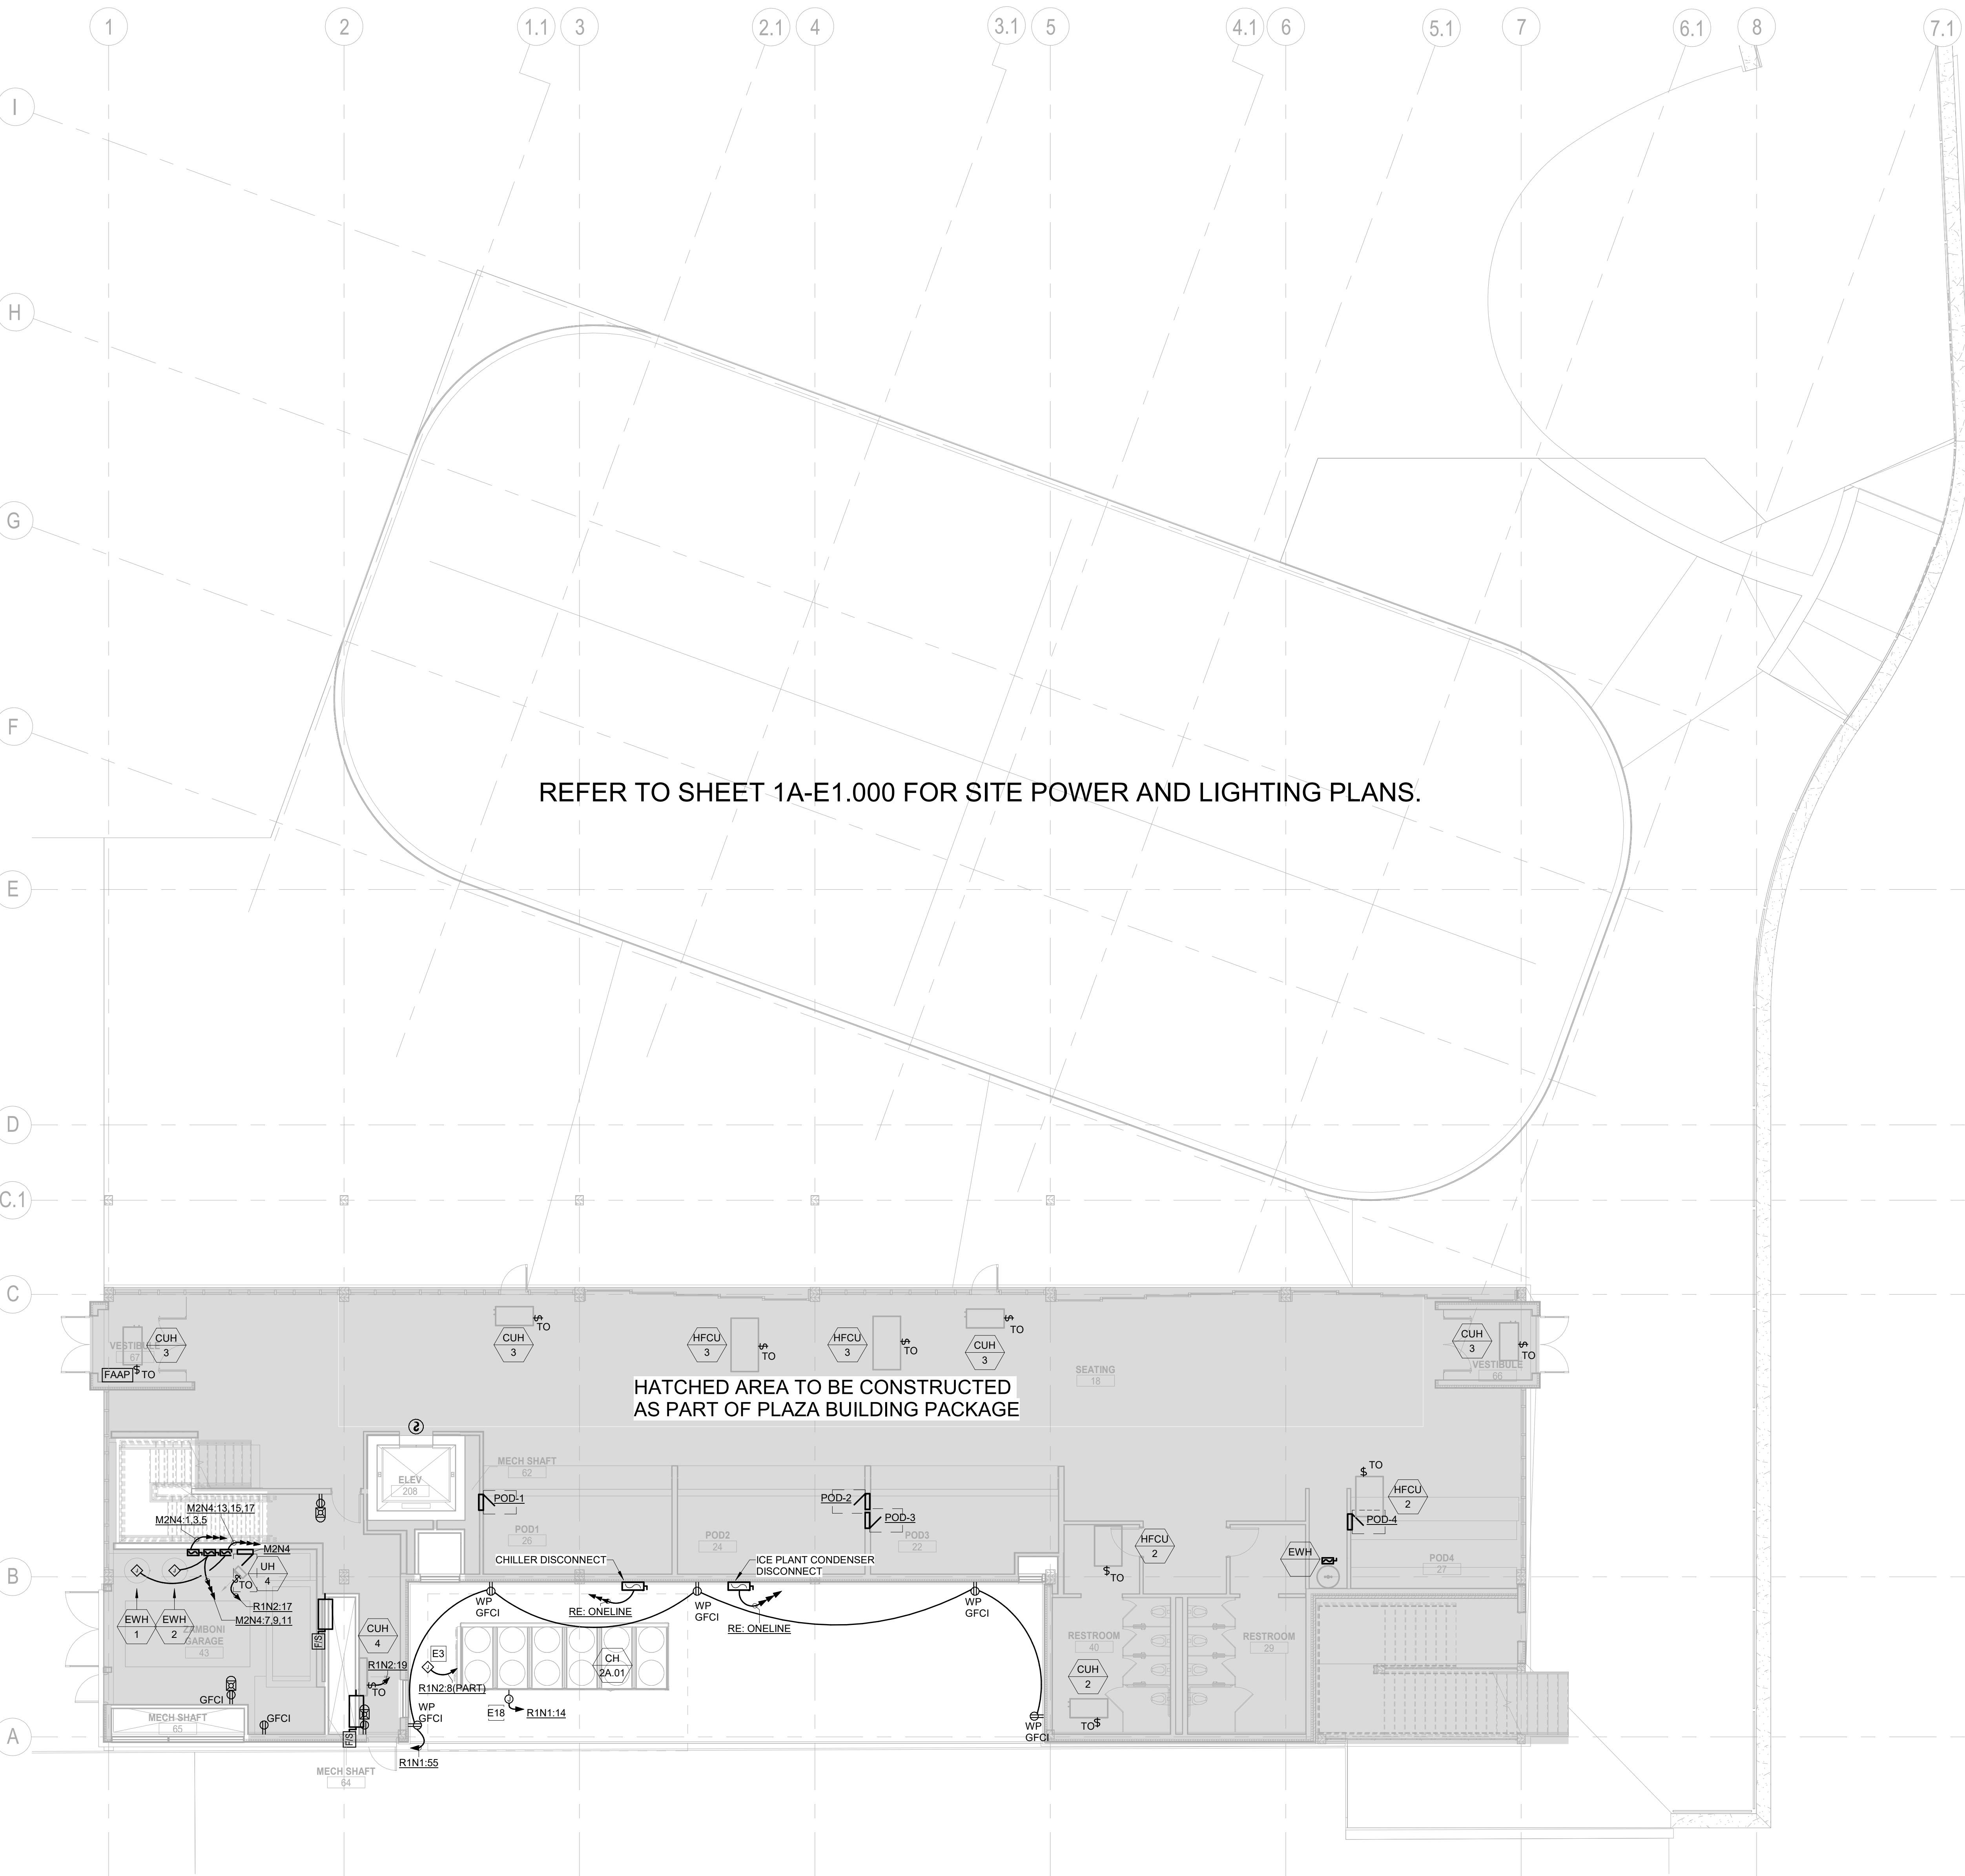 1
2
1.1
3
2.1
4
3.1
5
4.1
6
5.1
7
6.1
8
7.1
I
H
G
F
REFER TO SHEET 1A-E1.000 FOR SITE POWER AND LIGHTING PLANS.
E
D
C.1
C
VESTIBULE
67
CUH
3
FAAP
$
TO
CUH
3
$
TO
HFCU
3
$
TO
HFCU
3
$
TO
CUH
3
$
TO
SEATING
18
CUH
3
$
TO
VESTIBULE
66
HATCHED AREA TO BE CONSTRUCTED
AS PART OF PLAZA BUILDING PACKAGE
ELEV
208
MECH SHAFT
62
POD-1
POD1
26
POD-2
POD2
24
POD-3
POD3
22
$
TO
HFCU
2
POD-4
POD4
27
HFCU
2
$
TO
EWH
M2N4:13,15,17
M2N4:1,3,5
M2N4
UH
4
$
TO
R1N2:17
M2N4:7,9,11
J
J
B
EWH
1
EWH
2
ZAMBONI
GARAGE
43
F/S
CHILLER DISCONNECT
ICE PLANT CONDENSER
DISCONNECT
RE: ONELINE
RE: ONELINE
WP
GFCI
WP
GFCI
WP
GFCI
CUH
4
R1N2:19
$
TO
E3
J
R1N2:8(PART)
CH
2A.01
J
E18
R1N1:14
WP
GFCI
WP
GFCI
R1N1:55
RESTROOM
40
RESTROOM
29
CUH
2
TO
$
GFCI
GFCI
MECH SHAFT
65
F/S
A
MECH SHAFT
64